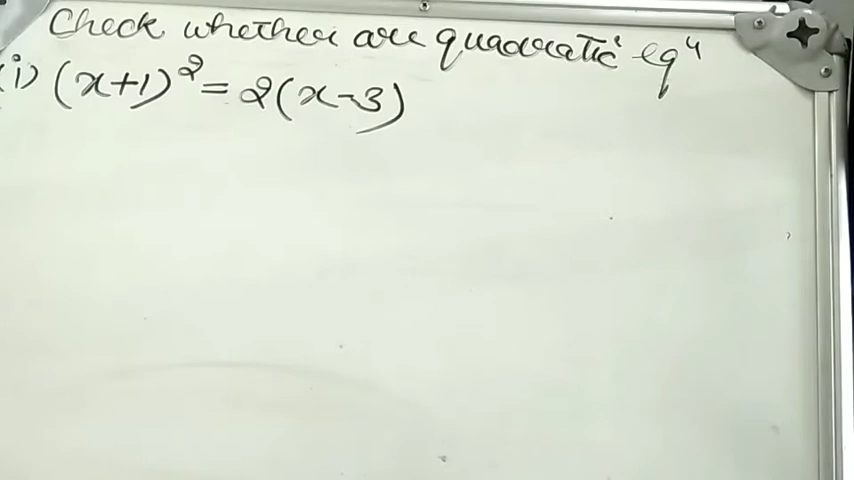 Check whether are quadratic eqn
(i) (x+1)² = 2(x-3)